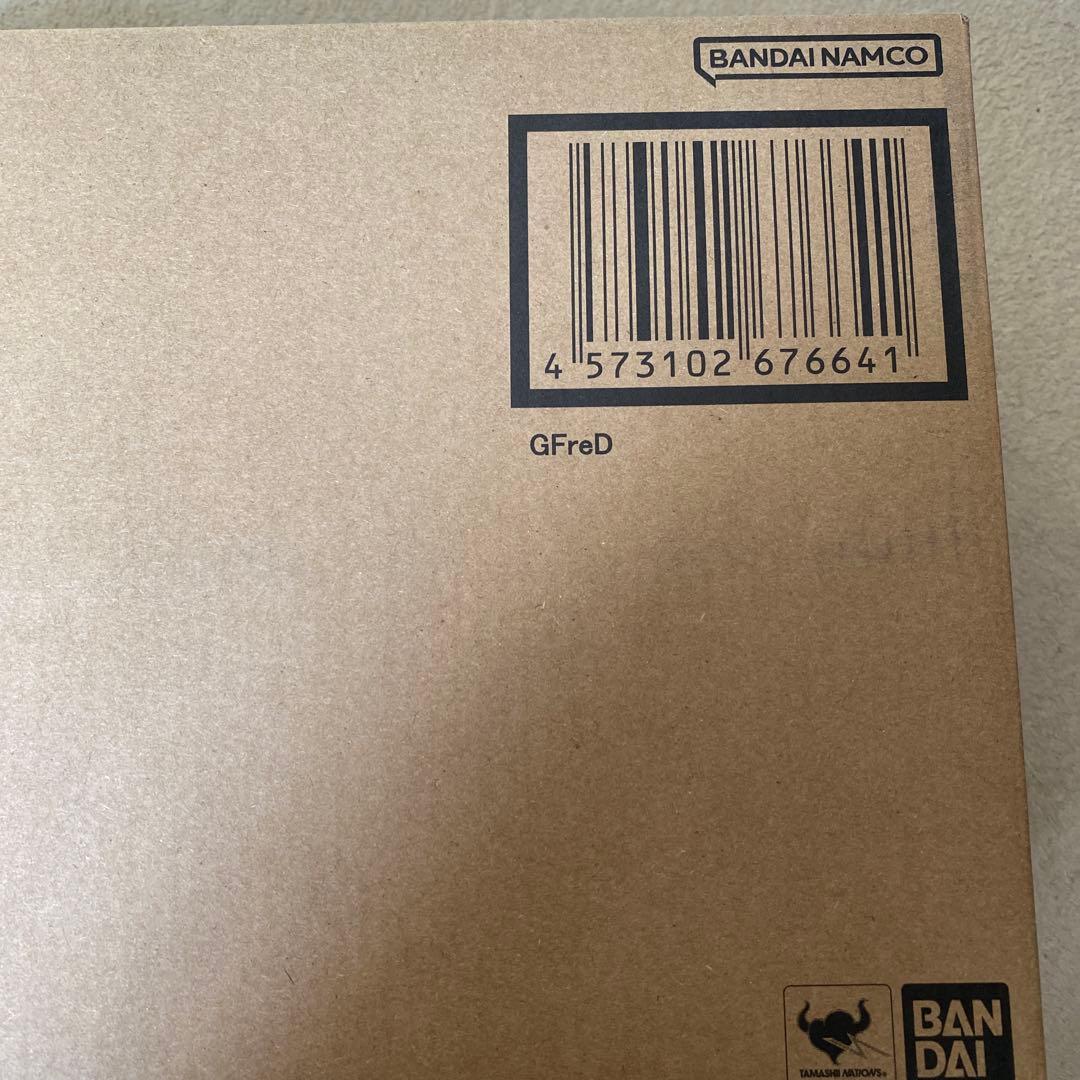 BANDAI NAMCO
4 573102 676641
GFreD
TAMASHII NATIONS®
BAN
DAI